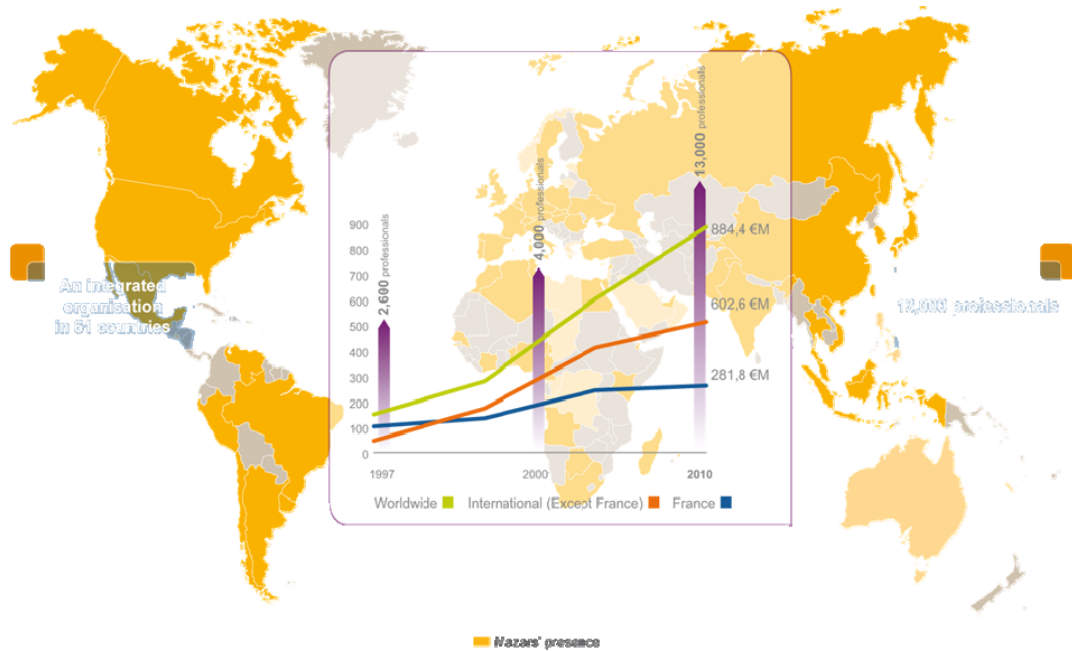 An integrated
organisation
in 61 countries
900
800
700
600
500
400
300
200
100
0
2,600 professionals
4,000 professionals
13,000 professionals
884,4 €M
602,6 €M
281,8 €M
1997
2000
2010
Worldwide
International (Except France)
France
professionals
Mazars' presence